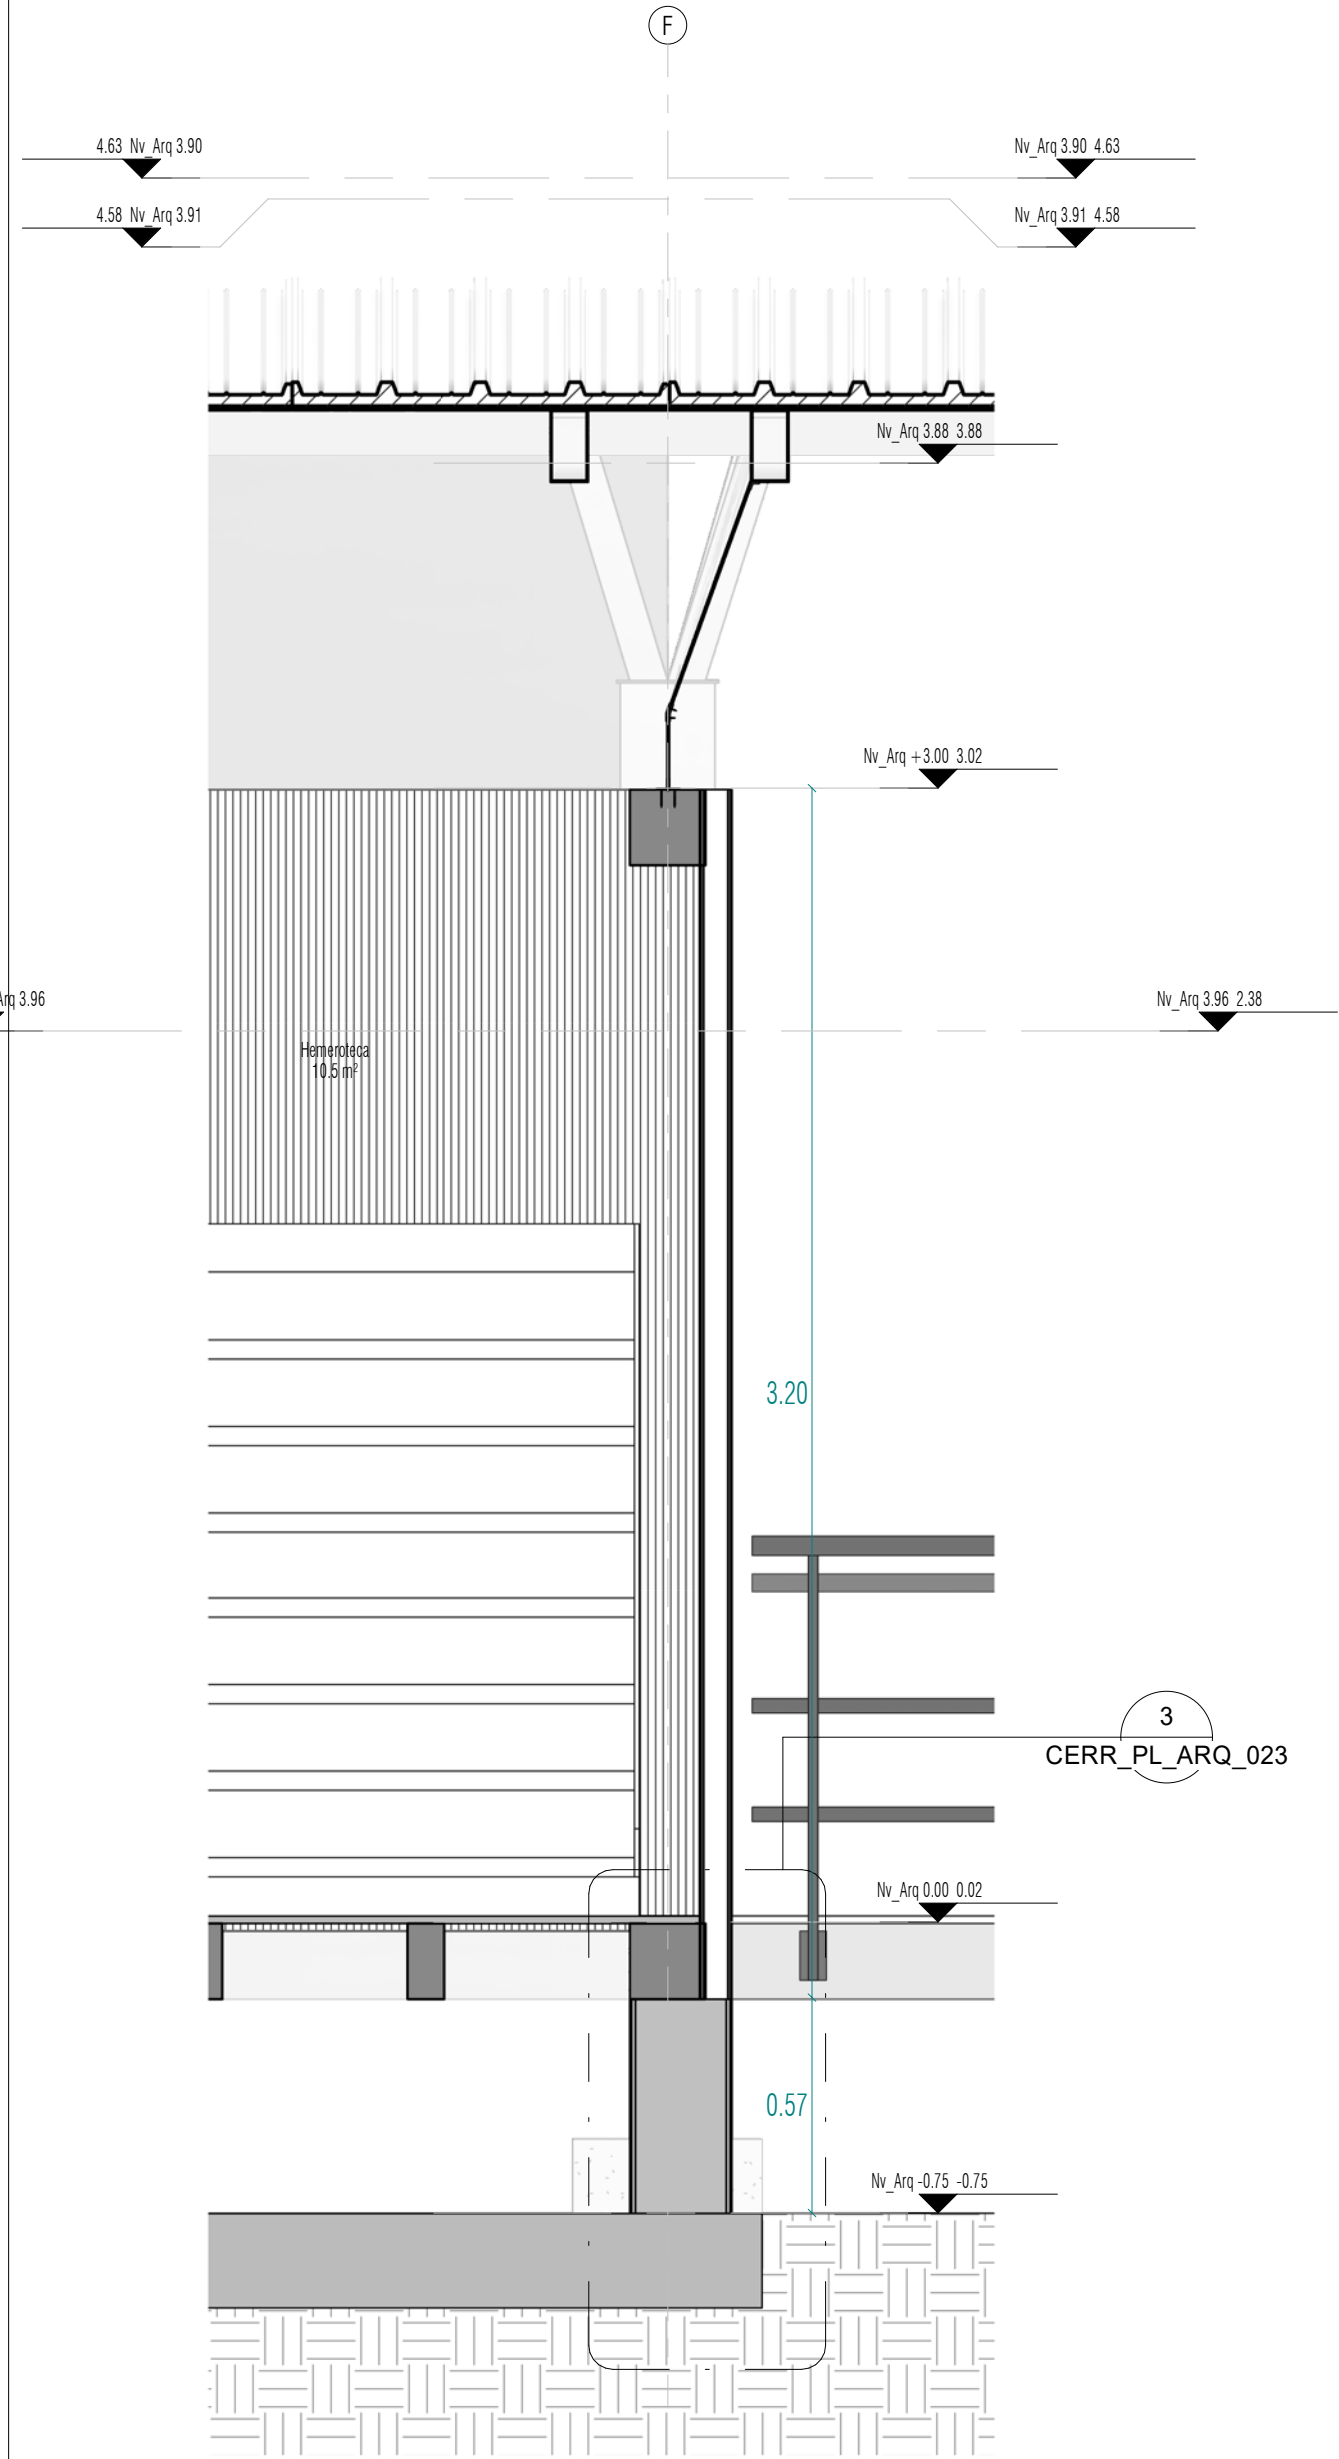 F
4.63 Nv_Arq 3.90
Nv_Arq 3.90 4.63
4.58 Nv_Arq 3.91
Nv_Arq 3.91 4.58
Nv_Arq 3.88 3.88
Nv_Arq +3.00 3.02
Arq 3.96
Nv_Arq 3.96 2.38
Hemeroteca
10.5 m²
3.20
3
CERR_PL_ARQ_023
Nv_Arq 0.00 0.02
0.57
Nv_Arq -0.75 -0.75